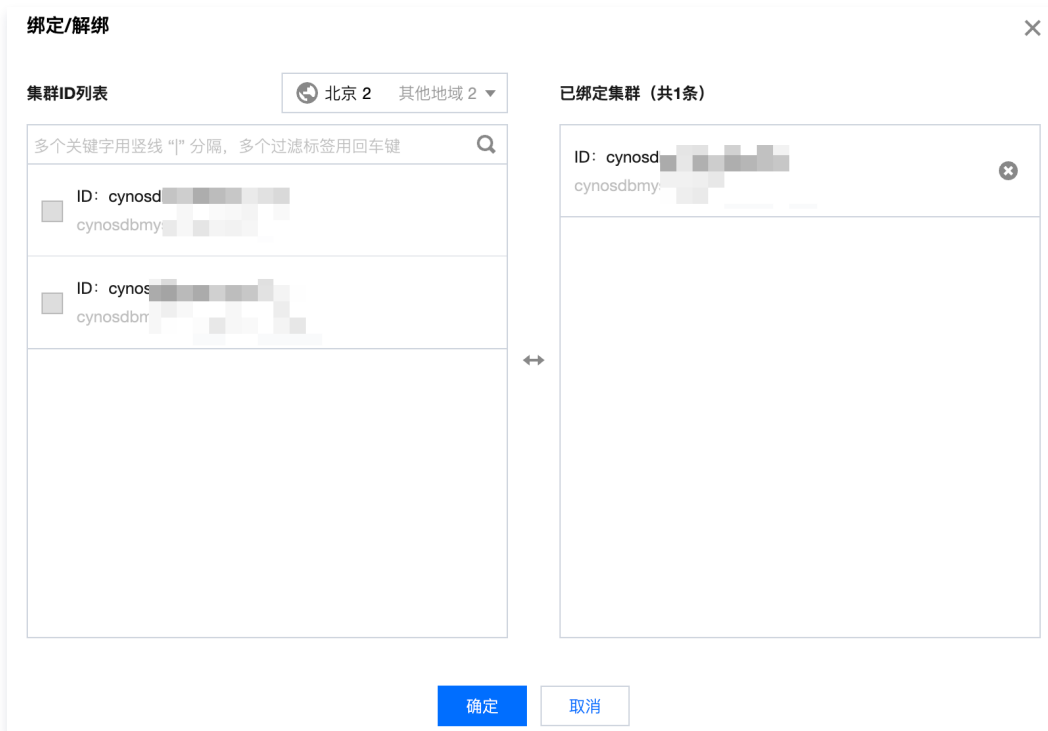 绑定/解绑
集群ID列表
北京 2 其他地域 2
多个关键字用竖线 “|” 分隔，多个过滤标签用回车键
ID： cynosd
cynosdbmy
ID： cynos
cynosdbm
已绑定集群（共1条）
ID： cynosd
cynosdbmy
确定 取消